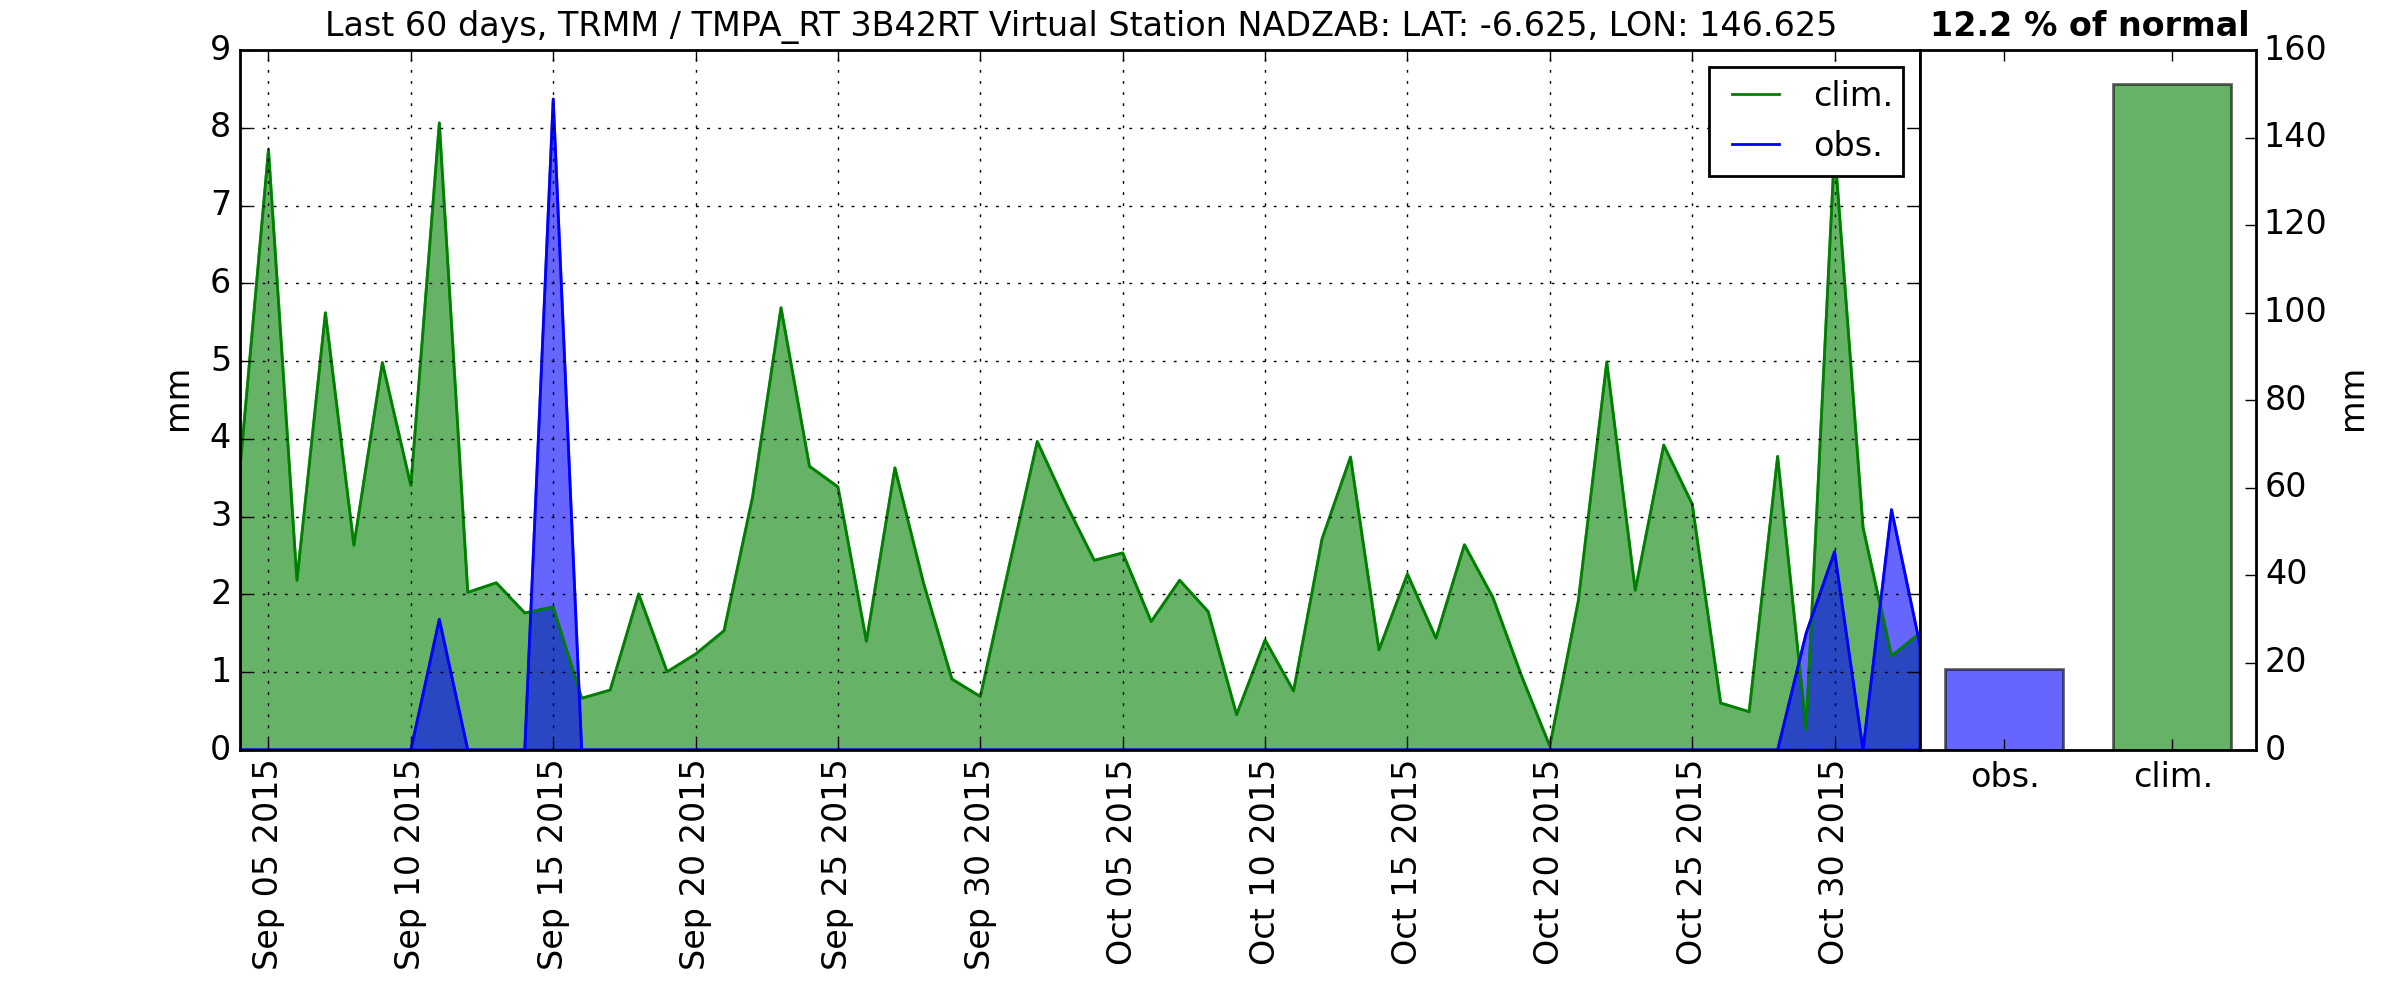 Last 60 days, TRMM / TMPA_RT 3B42RT Virtual Station NADZAB: LAT: -6.625, LON: 146.625
12.2 % of normal
9
8
7
6
5
4
3
2
1
0
mm
clim.
obs.
Sep 05 2015
Sep 10 2015
Sep 15 2015
Sep 20 2015
Sep 25 2015
Sep 30 2015
Oct 05 2015
Oct 10 2015
Oct 15 2015
Oct 20 2015
Oct 25 2015
Oct 30 2015
160
140
120
100
80
60
40
20
0
mm
obs.
clim.